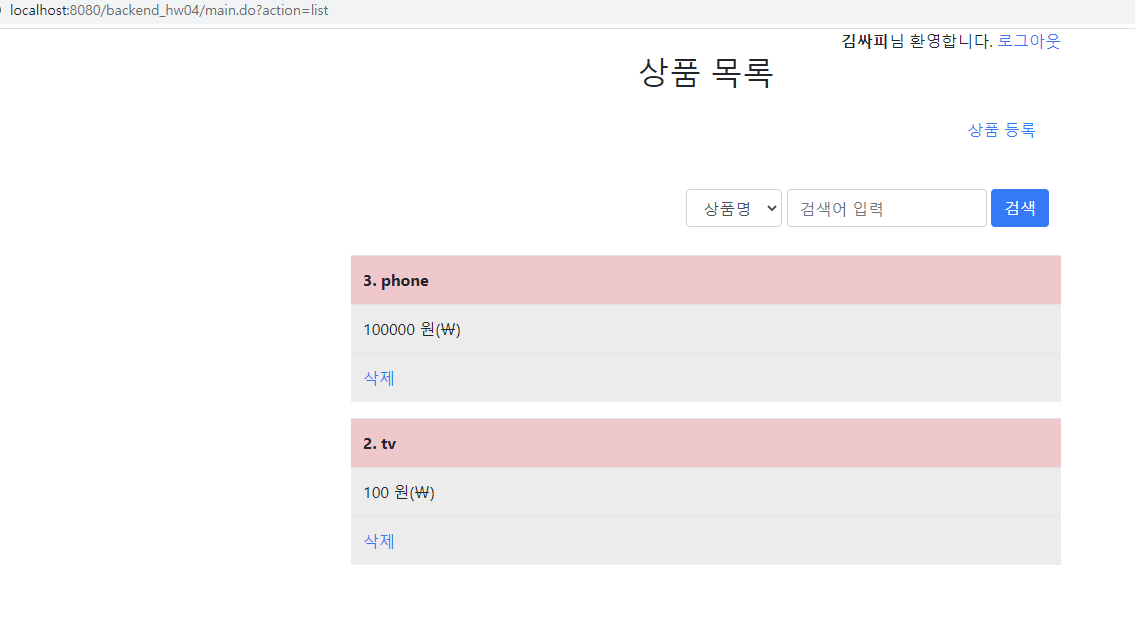 localhost:8080/backend_hw04/main.do?action=list
김싸피님 환영합니다. 로그아웃
상품 목록
상품 등록
상품명 검색어 입력 검색
3. phone
100000 원(₩)
삭제
2. tv
100 원(₩)
삭제